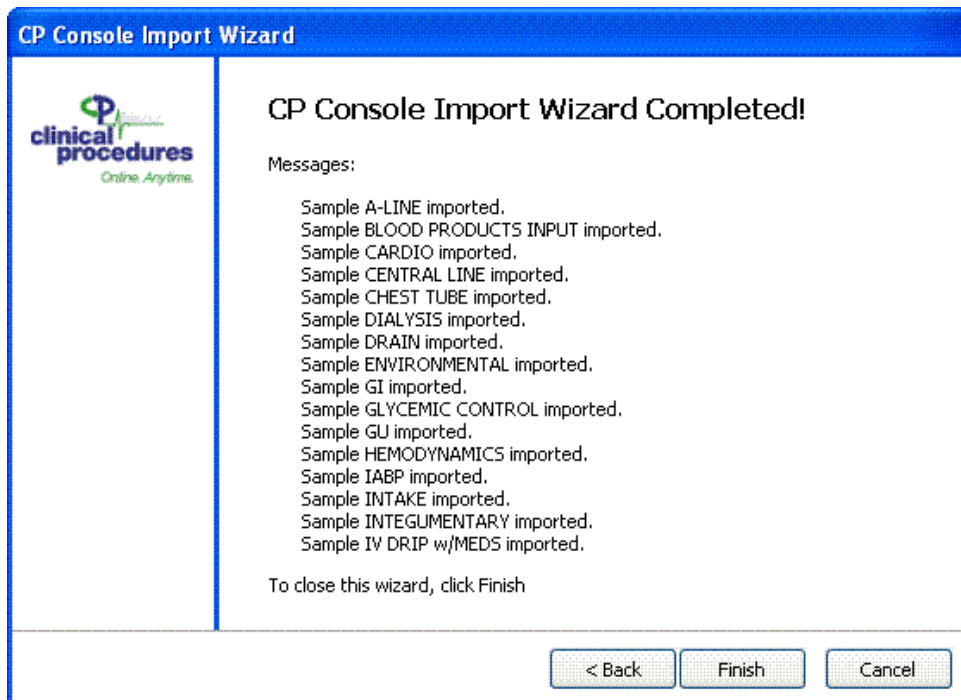 CP Console Import Wizard
CP
clinical
procedures
Online. Anytime.
CP Console Import Wizard Completed!
Messages:
Sample A-LINE imported.
Sample BLOOD PRODUCTS INPUT imported.
Sample CARDIO imported.
Sample CENTRAL LINE imported.
Sample CHEST TUBE imported.
Sample DIALYSIS imported.
Sample DRAIN imported.
Sample ENVIRONMENTAL imported.
Sample GI imported.
Sample GLYCEMIC CONTROL imported.
Sample GU imported.
Sample HEMODYNAMICS imported.
Sample IABP imported.
Sample INTAKE imported.
Sample INTEGUMENTARY imported.
Sample IV DRIP w/MEDS imported.
To close this wizard, click Finish
< Back
Finish
Cancel